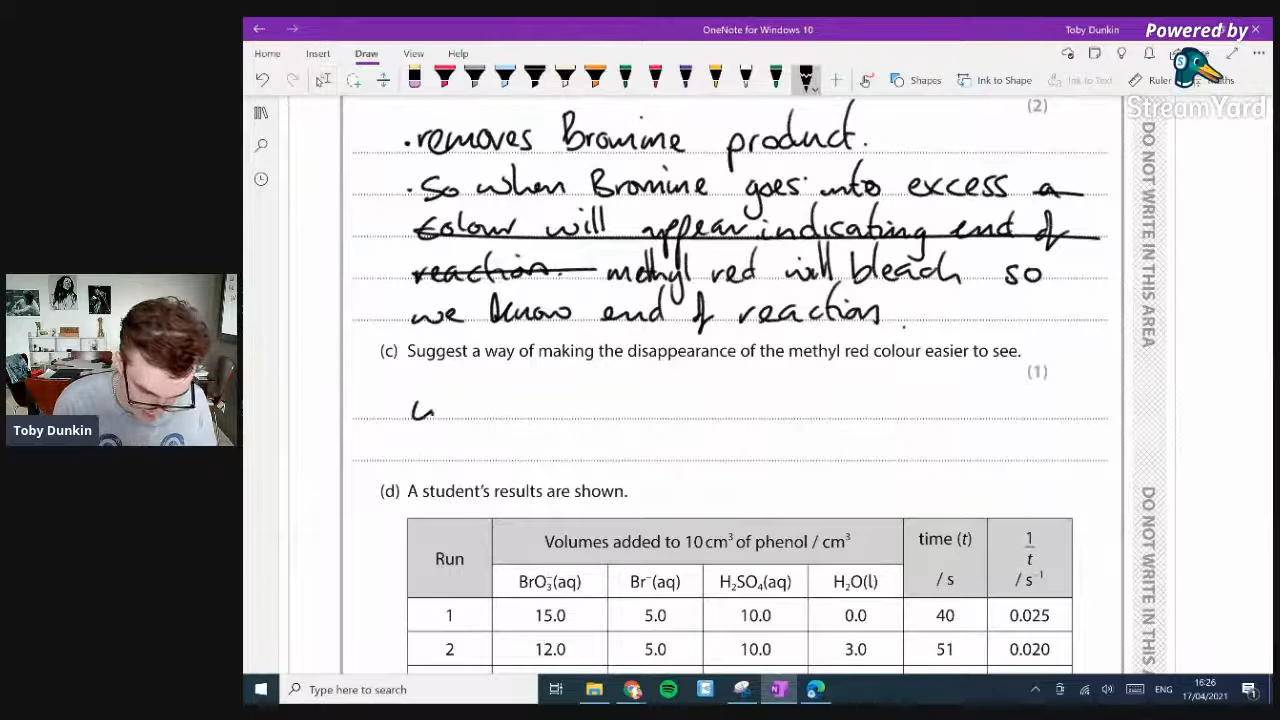 OneNote for Windows 10
Toby Dunkin
Powered by
StreamYard
Home
Insert
Draw
View
Help
Shapes
Ink to Shape
Ink to Text
Ruler
(2)
.removes Bromine product.
.So when Bromine goes into excess a
colour will appear indicating end of
reaction. methyl red will bleach so
we know end of reaction.
(c) Suggest a way of making the disappearance of the methyl red colour easier to see.
(1)
(d) A student's results are shown.
Run
Volumes added to 10 cm³ of phenol / cm³
time (t) / s
1/t / s⁻¹
BrO₃⁻(aq)
Br⁻(aq)
H₂SO₄(aq)
H₂O(l)
1 15.0 5.0 10.0 0.0 40 0.025
2 12.0 5.0 10.0 3.0 51 0.020
DO NOT WRITE IN THIS AREA
DO NOT WRITE IN THIS
Toby Dunkin
Type here to search
ENG
16:26
17/04/2021